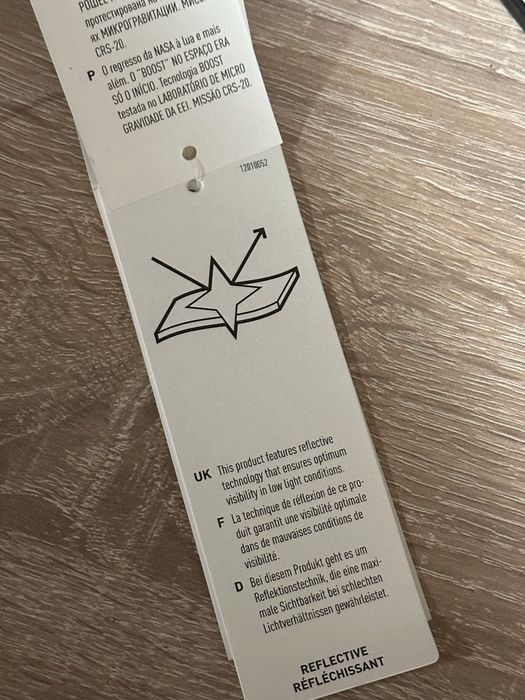 протестирована на
ях МИКРОГРАВИТАЦИИ. МИССИ
CRS-20.
P O regresso da NASA à lua e mais
além. O "BOOST" NO ESPAÇO ERA
SÓ O INÍCIO. Tecnologia BOOST
testada no LABORATÓRIO DE MICRO
GRAVIDADE DA EEI. MISSÃO CRS-20.
12010052
UK This product features reflective
technology that ensures optimum
visibility in low light conditions.
F La technique de réflexion de ce pro-
duit garantit une visibilité optimale
dans de mauvaises conditions de
visibilité.
D Bei diesem Produkt geht es um
Reflektionstechnik, die eine maxi-
male Sichtbarkeit bei schlechten
Lichtverhältnissen gewährleistet.
REFLECTIVE
RÉFLÉCHISSANT